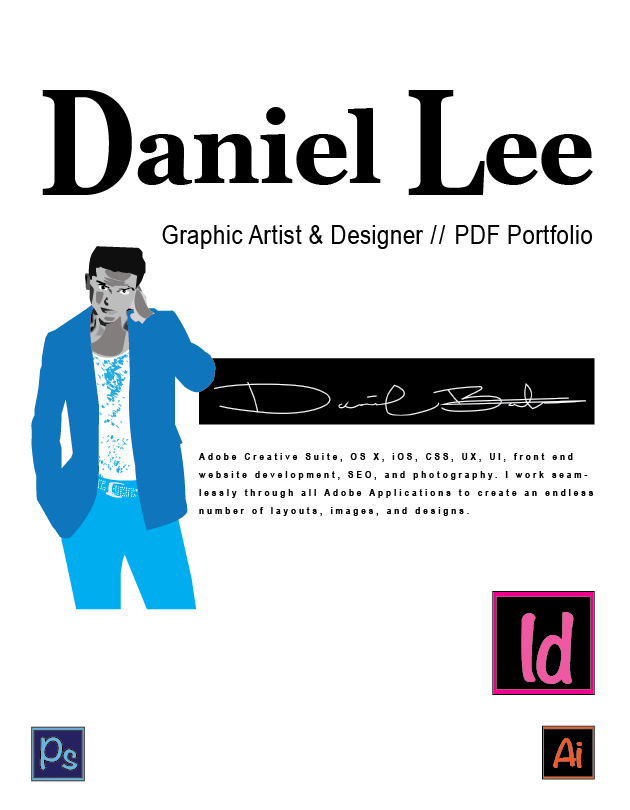 Daniel Lee
Graphic Artist & Designer // PDF Portfolio
Daniel
Adobe Creative Suite, OS X, iOS, CSS, UX, UI, front end
website development, SEO, and photography. I work seam-
lessly through all Adobe Applications to create an endless
number of layouts, images, and designs.
Id
Ps
Ai